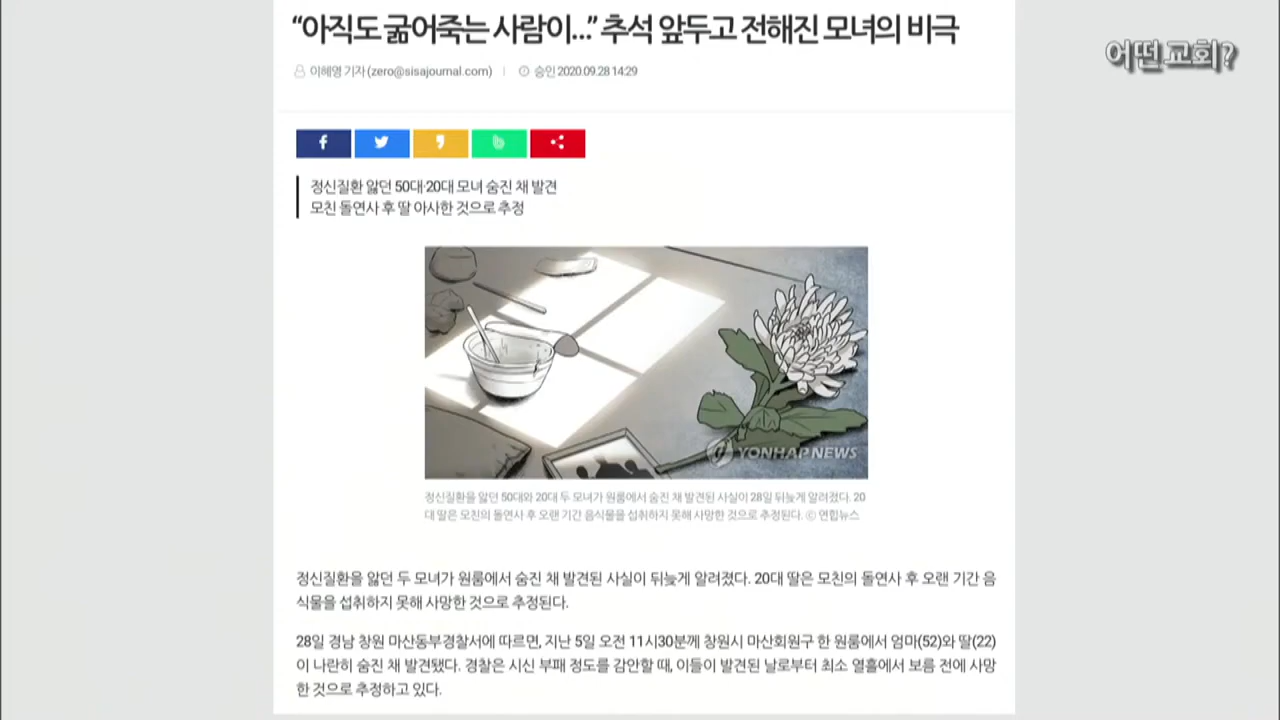 “아직도 굶어죽는 사람이…” 추석 앞두고 전해진 모녀의 비극
어떤 교회?
이혜영 기자 (zero@sisajournal.com) | 승인 2020.09.28 14:29
정신질환 앓던 50대·20대 모녀 숨진 채 발견
모친 돌연사 후 딸 아사한 것으로 추정
YONHAP NEWS
정신질환을 앓던 50대와 20대 두 모녀가 원룸에서 숨진 채 발견된 사실이 28일 뒤늦게 알려졌다. 20
대 딸은 모친의 돌연사 후 오랜 기간 음식물을 섭취하지 못해 사망한 것으로 추정된다. ⓒ 연합뉴스
정신질환을 앓던 두 모녀가 원룸에서 숨진 채 발견된 사실이 뒤늦게 알려졌다. 20대 딸은 모친의 돌연사 후 오랜 기간 음
식물을 섭취하지 못해 사망한 것으로 추정된다.
28일 경남 창원 마산동부경찰서에 따르면, 지난 5일 오전 11시30분께 창원시 마산회원구 한 원룸에서 엄마(52)와 딸(22)
이 나란히 숨진 채 발견됐다. 경찰은 시신 부패 정도를 감안할 때, 이들이 발견된 날로부터 최소 열흘에서 보름 전에 사망
한 것으로 추정하고 있다.